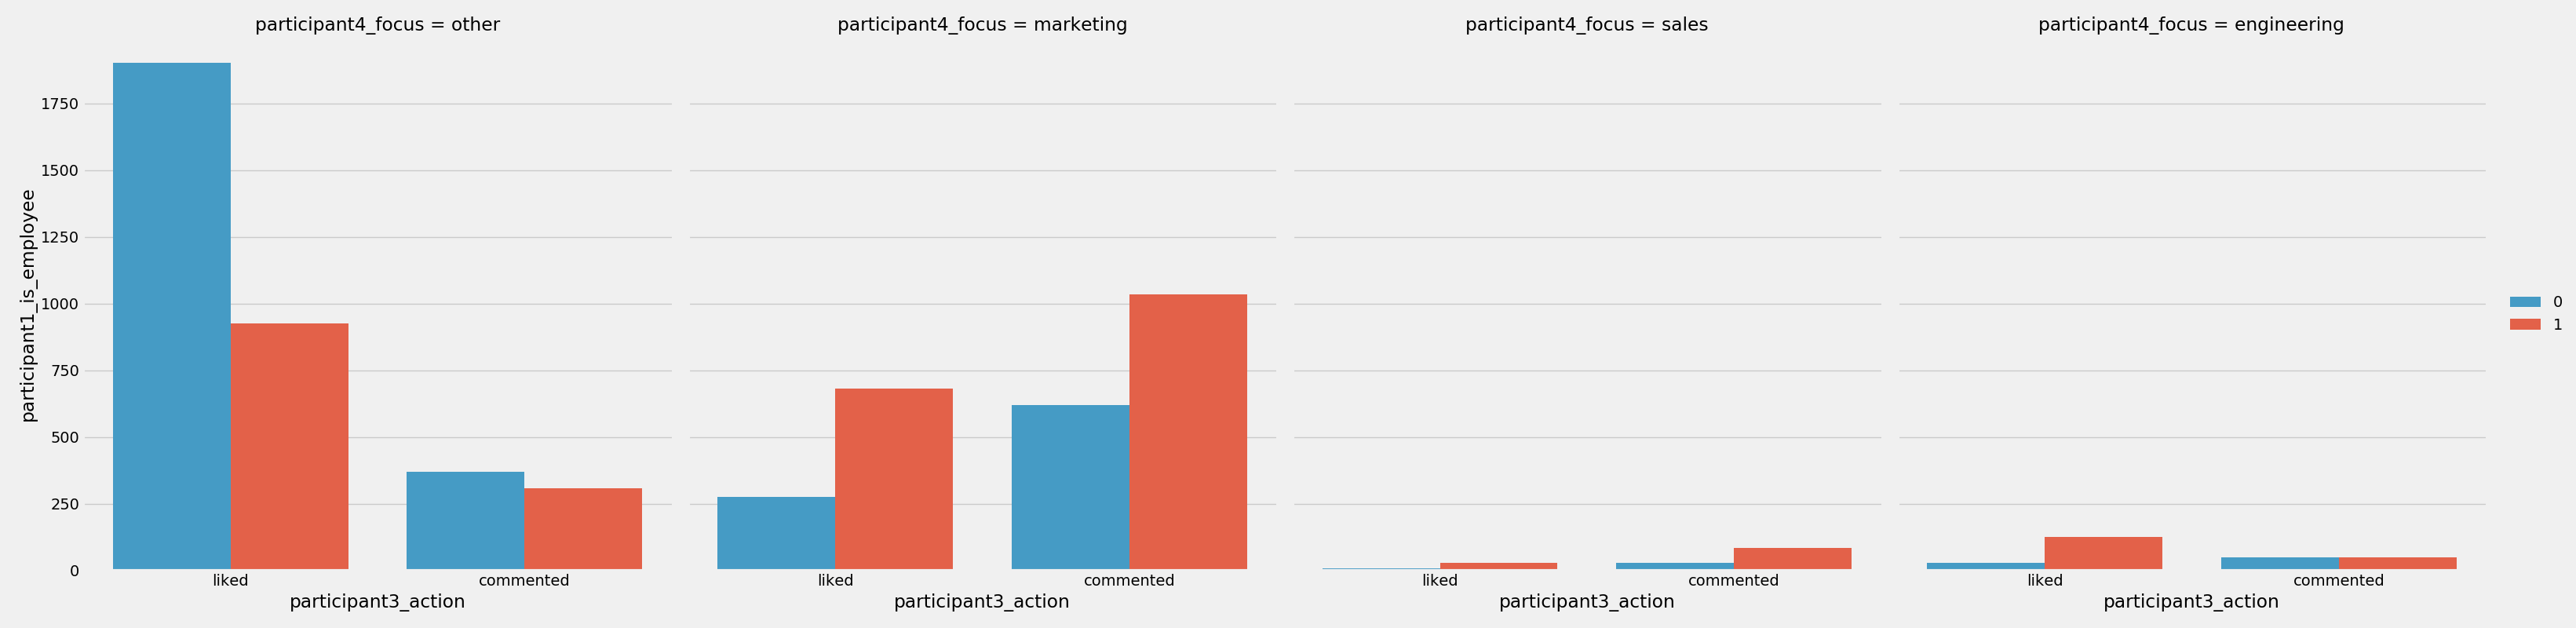 participant4_focus = other
participant4_focus = marketing
participant4_focus = sales
participant4_focus = engineering
participant1_is_employee
1750
1500
1250
1000
750
500
250
0
liked
commented
liked
commented
liked
commented
liked
commented
participant3_action
participant3_action
participant3_action
participant3_action
0
1